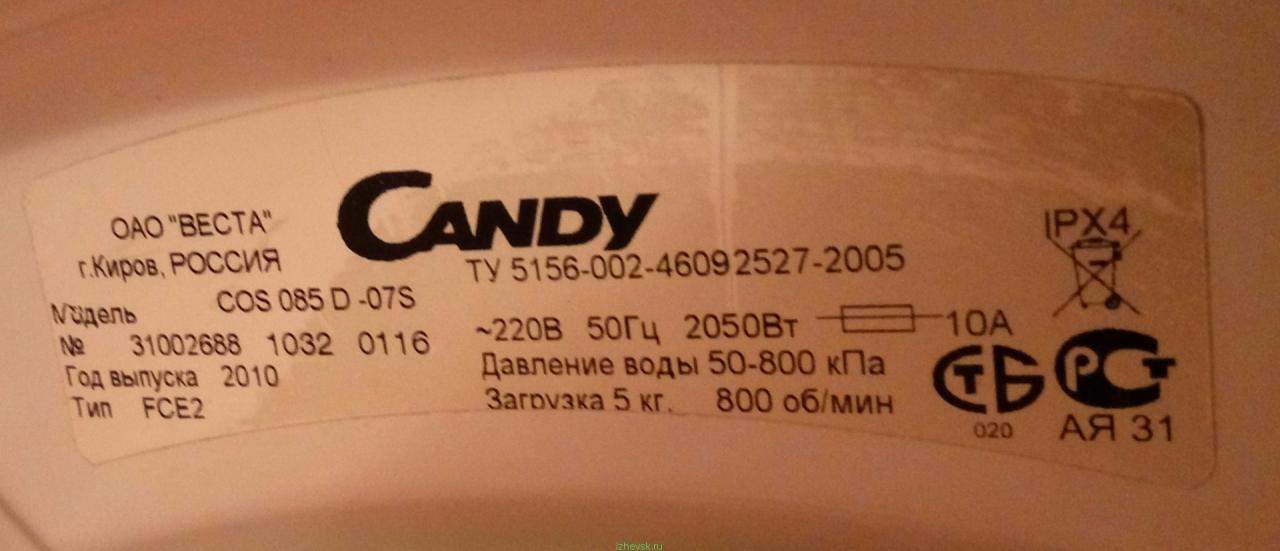 ОАО "ВЕСТА"
г.Киров, РОССИЯ
CANDY
ТУ 5156-002-46092527-2005
Модель COS 085 D -07S
№ 31002688 1032 0116
Год выпуска 2010
Тип FCE2
~220В 50Гц 2050Вт 10А
Давление воды 50-800 кПа
Загрузка 5 кг. 800 об/мин
IPX4
СТБ
020
РСТ
АЯ 31
izhevsk.ru